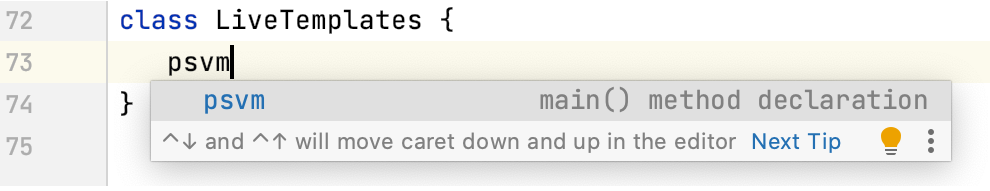 72 class LiveTemplates {
73 psvm
74 }
psvm main() method declaration
75
^↓ and ^↑ will move caret down and up in the editor Next Tip